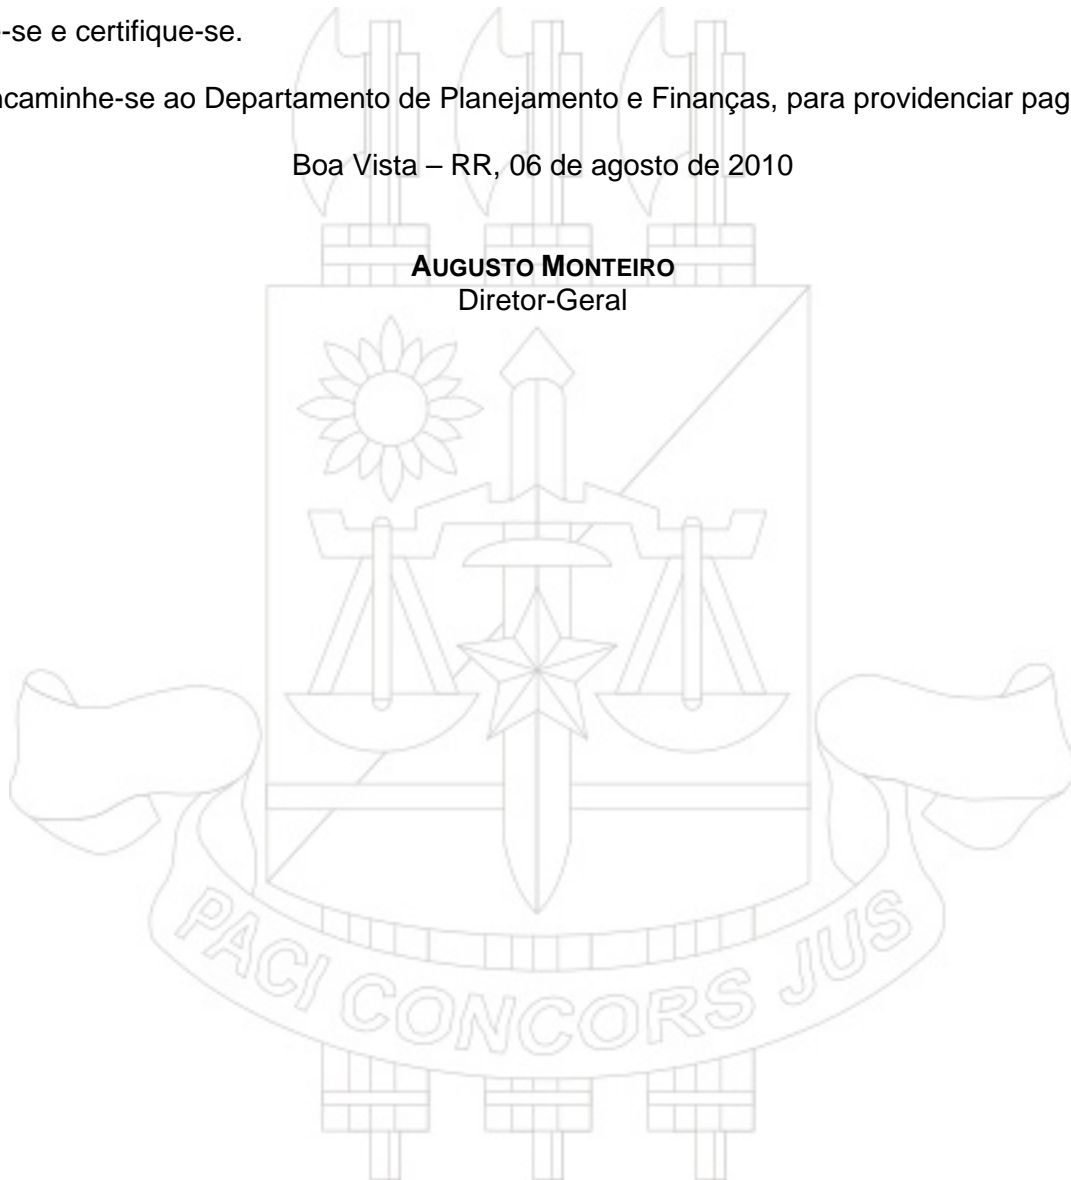 -se e certifique-se.
ncaminhe-se ao Departamento de Planejamento e Finanças, para providenciar pag
Boa Vista – RR, 06 de agosto de 2010
AUGUSTO MONTEIRO
Diretor-Geral
PACI CONCORS JUS